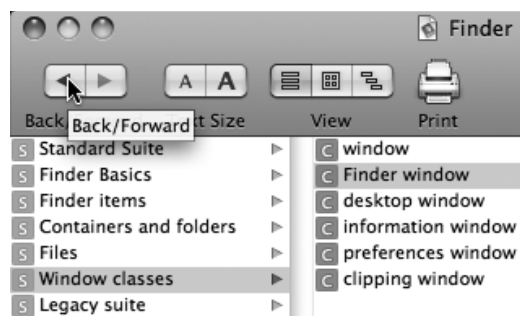 Finder
A A
Back/ Text Size View Print
Back/Forward
S Standard Suite
S Finder Basics
S Finder items
S Containers and folders
S Files
S Window classes
S Legacy suite
C window
C Finder window
C desktop window
C information window
C preferences window
C clipping window